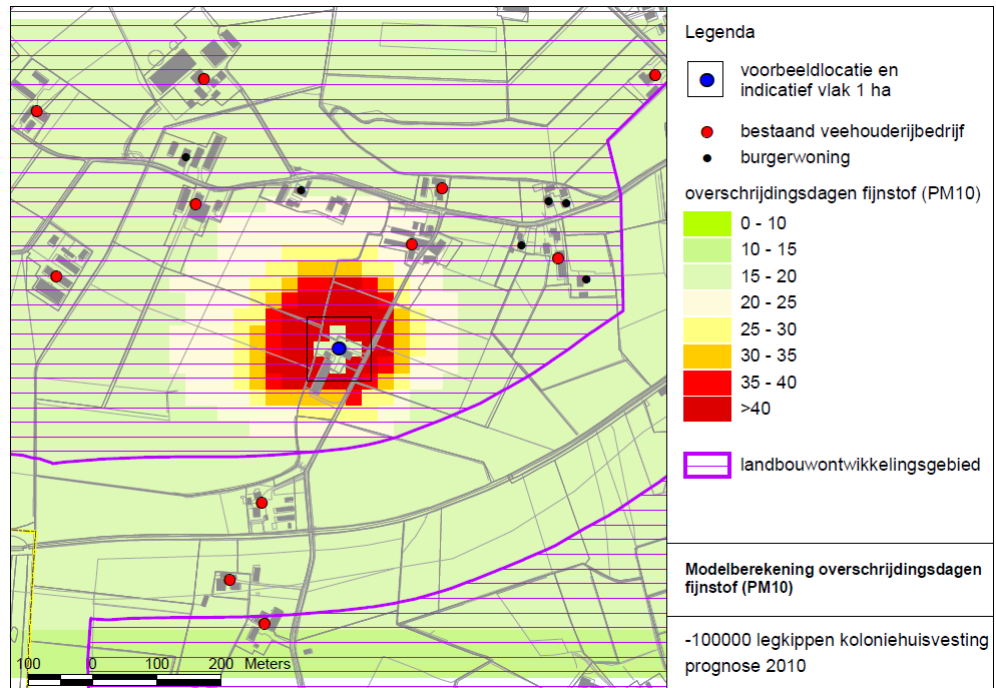 Legenda
voorbeeldlocatie en
indicatief vlak 1 ha
bestaand veehouderijbedrijf
burgerwoning
overschrijdingsdagen fijnstof (PM10)
0 - 10
10 - 15
15 - 20
20 - 25
25 - 30
30 - 35
35 - 40
>40
landbouwontwikkelingsgebied
Modelberekening overschrijdingsdagen
fijnstof (PM10)
-100000 legkippen koloniehuisvesting
prognose 2010
100 0 100 200 Meters